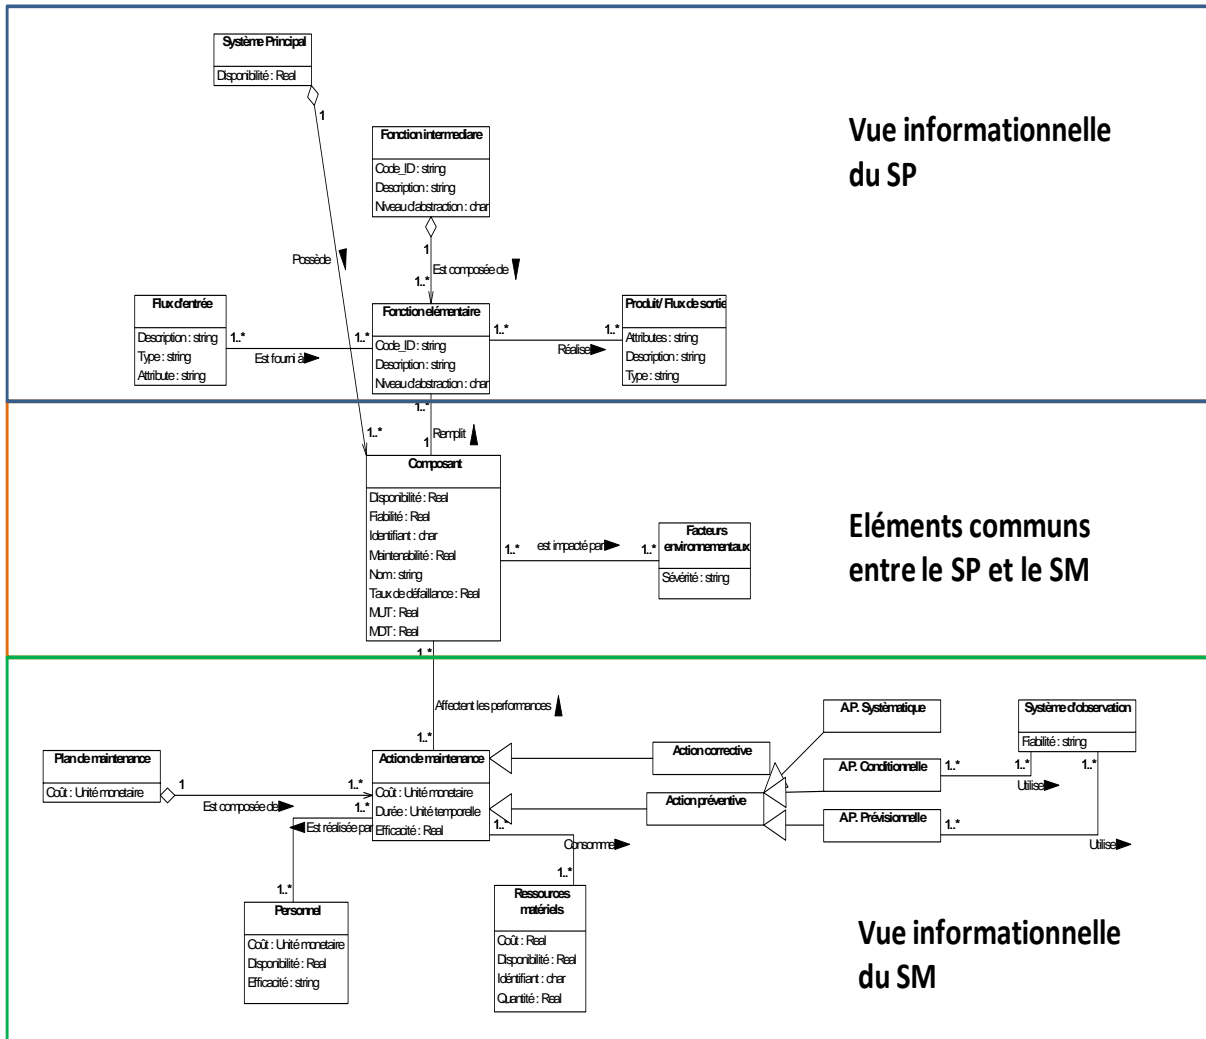 Système Principal
Disponibilité : Real
1
Fonction intermediare
Code_ID : string
Description : string
Niveau d'abstraction : char
Vue informationnelle
du SP
1
Est composée de
1..*
Possède
Flux d'entrée
Description : string
Type : string
Attribute : string
1..*
Est fourni à
1..*
Fonction elémentaire
Code_ID : string
Description : string
Niveau d'abstraction : char
1..*
Réalise
1..*
Produit/ Flux de sortie
Attributes : string
Description : string
Type : string
1..*
Remplit
1
1..*
Composant
Disponibilité : Real
Fiabilité : Real
Identifiant : char
Maintenabilité : Real
Nom : string
Taux de défaillance : Real
MUT : Real
MDT : Real
1..*
est impacté par
1..*
Facteurs
environnementaux
Sévérité : string
Eléments communs
entre le SP et le SM
1..*
Affectent les performances
1..*
Plan de maintenance
Coût : Unité monetaire
1
Est composée de
1..*
Action de maintenance
Coût : Unité monetaire
Durée : Unité temporelle
Efficacité : Real
Action corrective
Action préventive
A.P. Systèmatique
A.P. Conditionnelle
A.P. Prévisionnelle
Système d'observation
Fiabilité : string
1..*
1..*
Utilise
1..*
1..*
Utilise
1..*
Est réalisée par
1..*
1..*
Consomme
1..*
Personnel
Coût : Unité monetaire
Disponibilité : Real
Efficacité : string
Ressources
matériels
Coût : Real
Disponibilité : Real
Idéntifiant : char
Quantité : Real
Vue informationnelle
du SM